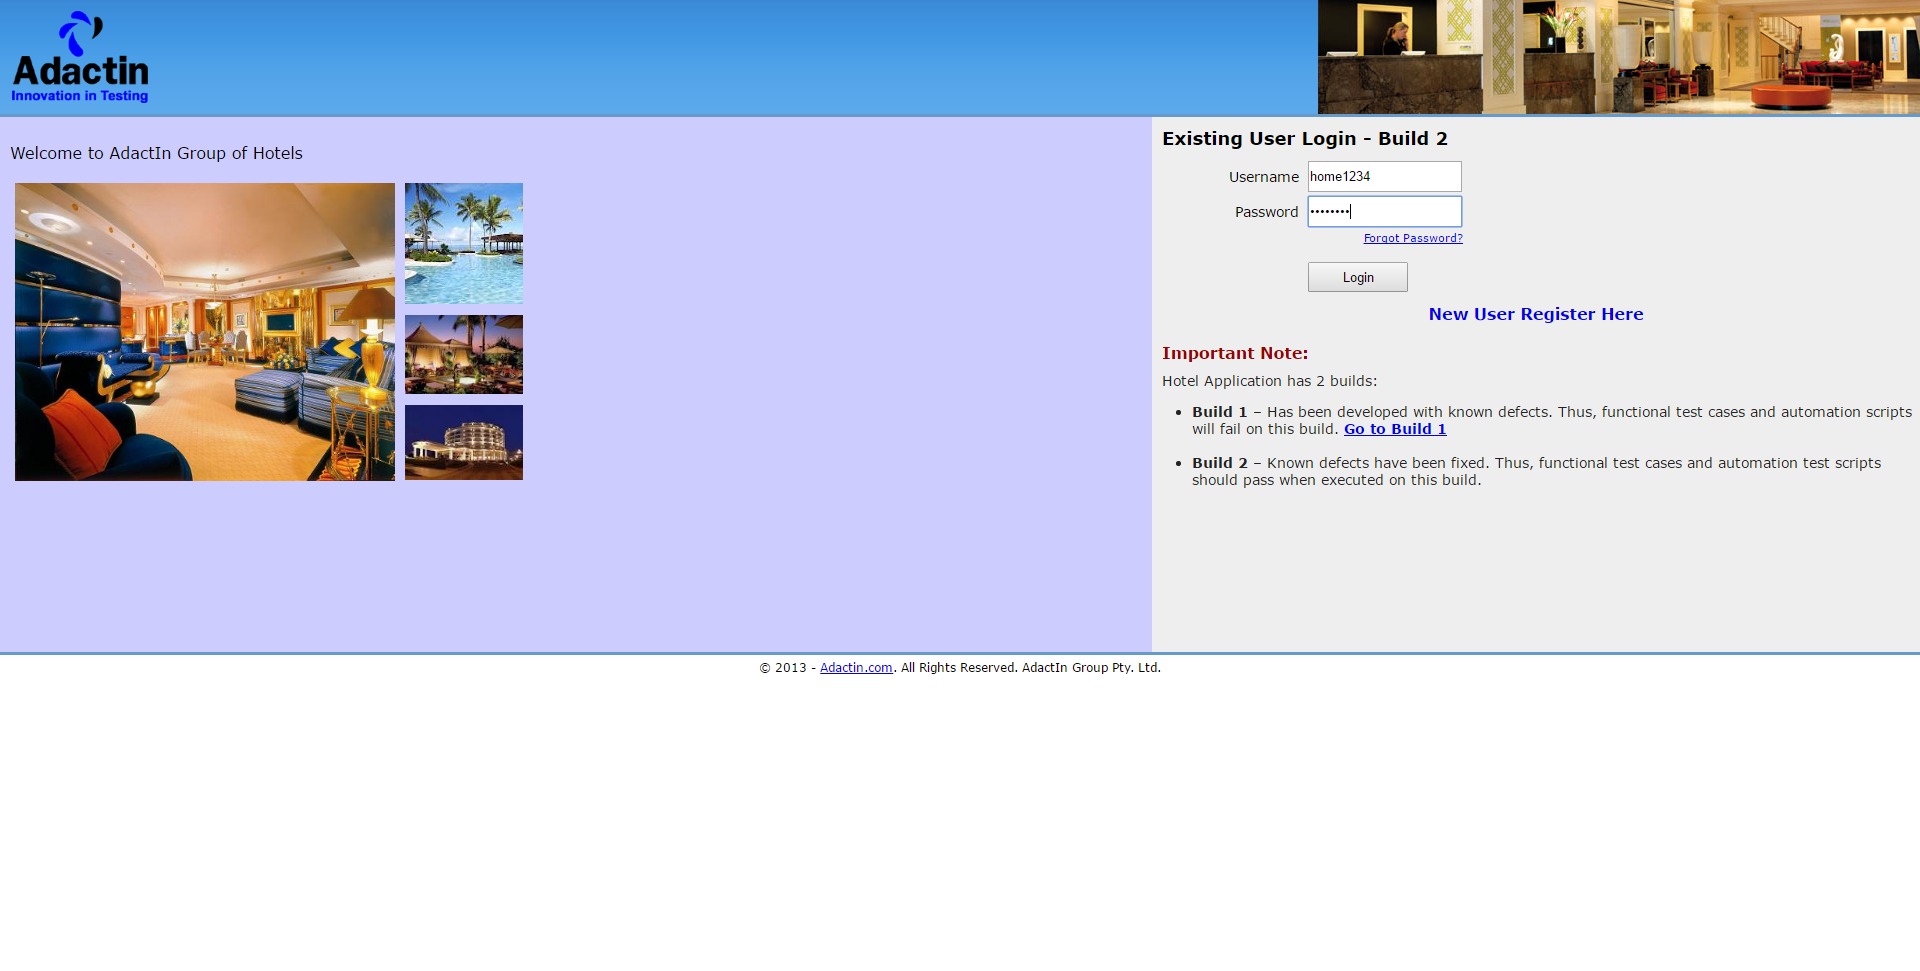 Adactin
Innovation in Testing
Welcome to AdactIn Group of Hotels
Existing User Login - Build 2
Username home1234
Password ••••••••
Forgot Password?
Login
New User Register Here
Important Note:
Hotel Application has 2 builds:
• Build 1 – Has been developed with known defects. Thus, functional test cases and automation scripts
will fail on this build. Go to Build 1
• Build 2 – Known defects have been fixed. Thus, functional test cases and automation test scripts
should pass when executed on this build.
© 2013 - Adactin.com. All Rights Reserved. AdactIn Group Pty. Ltd.